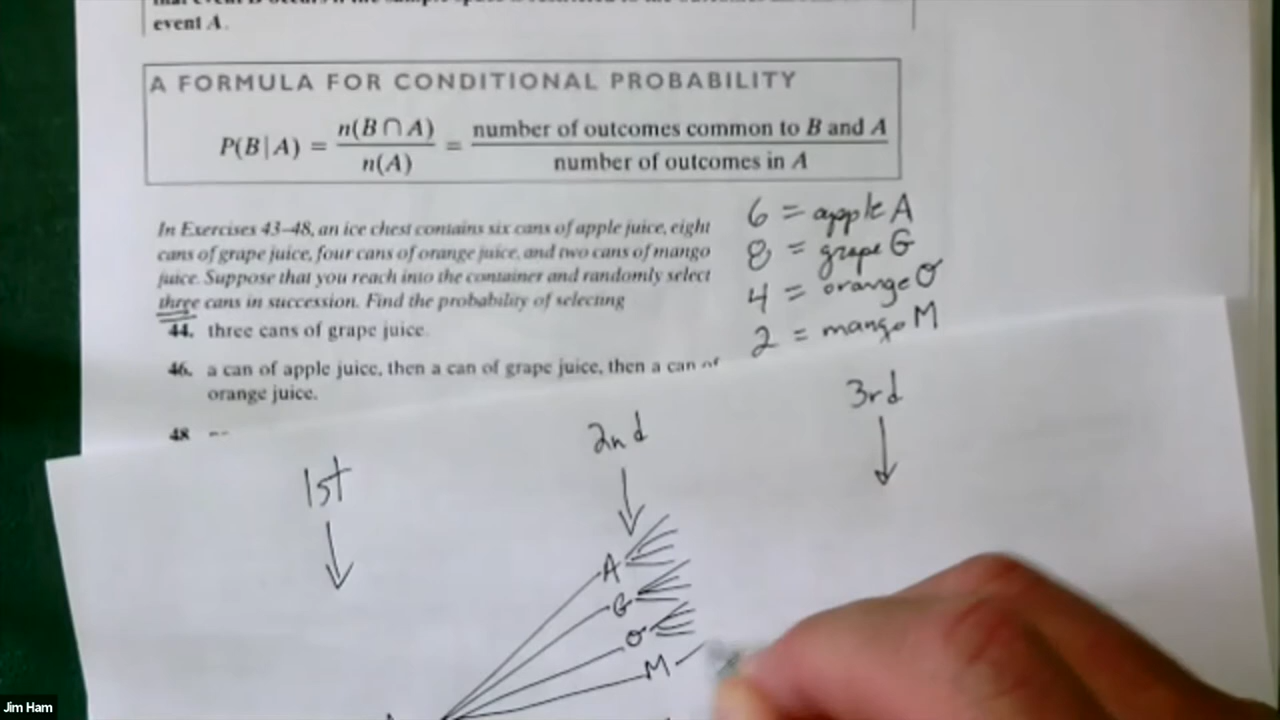 event A.
A FORMULA FOR CONDITIONAL PROBABILITY
P(B|A) = n(B∩A) / n(A) = number of outcomes common to B and A / number of outcomes in A
In Exercises 43–48, an ice chest contains six cans of apple juice, eight
cans of grape juice, four cans of orange juice, and two cans of mango
juice. Suppose that you reach into the container and randomly select
three cans in succession. Find the probability of selecting
44. three cans of grape juice.
46. a can of apple juice, then a can of grape juice, then a can of
orange juice.
48
6 = apple A
8 = grape G
4 = orange O
2 = mango M
1st
2nd
3rd
A
G
O
M
Jim Ham